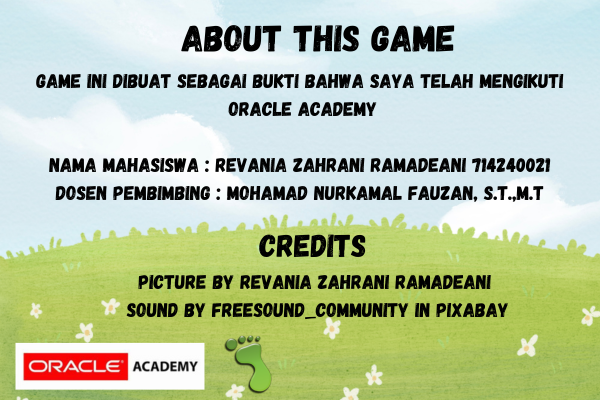 ABOUT THIS GAME
GAME INI DIBUAT SEBAGAI BUKTI BAHWA SAYA TELAH MENGIKUTI
ORACLE ACADEMY
NAMA MAHASISWA : REVANIA ZAHRANI RAMADEANI 714240021
DOSEN PEMBIMBING : MOHAMAD NURKAMAL FAUZAN, S.T.,M.T
CREDITS
PICTURE BY REVANIA ZAHRANI RAMADEANI
SOUND BY FREESOUND_COMMUNITY IN PIXABAY
ORACLE® ACADEMY